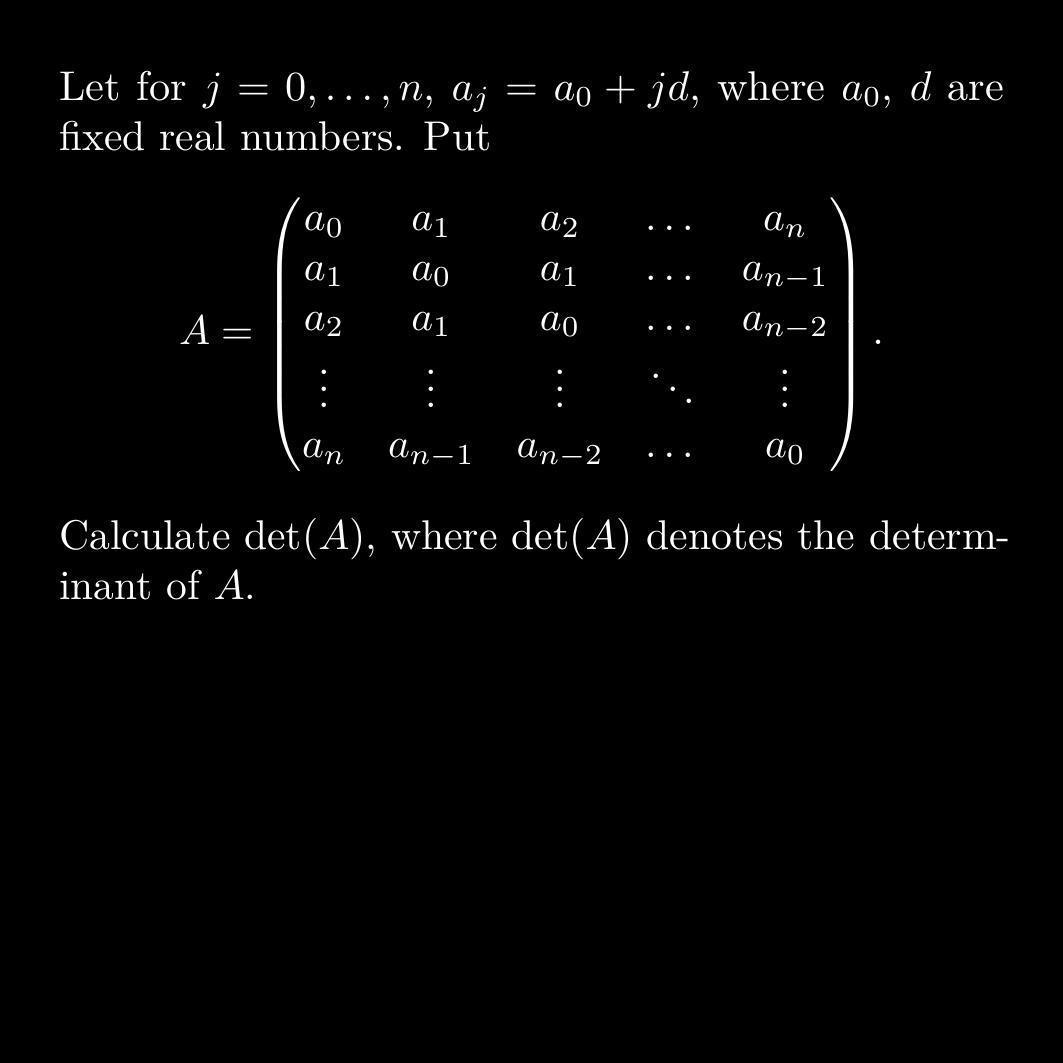 Let for $j = 0, \ldots, n$, $a_j = a_0 + jd$, where $a_0$, $d$ are
fixed real numbers. Put
$$A = \begin{pmatrix} a_0 & a_1 & a_2 & \ldots & a_n \\ a_1 & a_0 & a_1 & \ldots & a_{n-1} \\ a_2 & a_1 & a_0 & \ldots & a_{n-2} \\ \vdots & \vdots & \vdots & \ddots & \vdots \\ a_n & a_{n-1} & a_{n-2} & \ldots & a_0 \end{pmatrix}.$$
Calculate $\det(A)$, where $\det(A)$ denotes the determ-
inant of $A$.